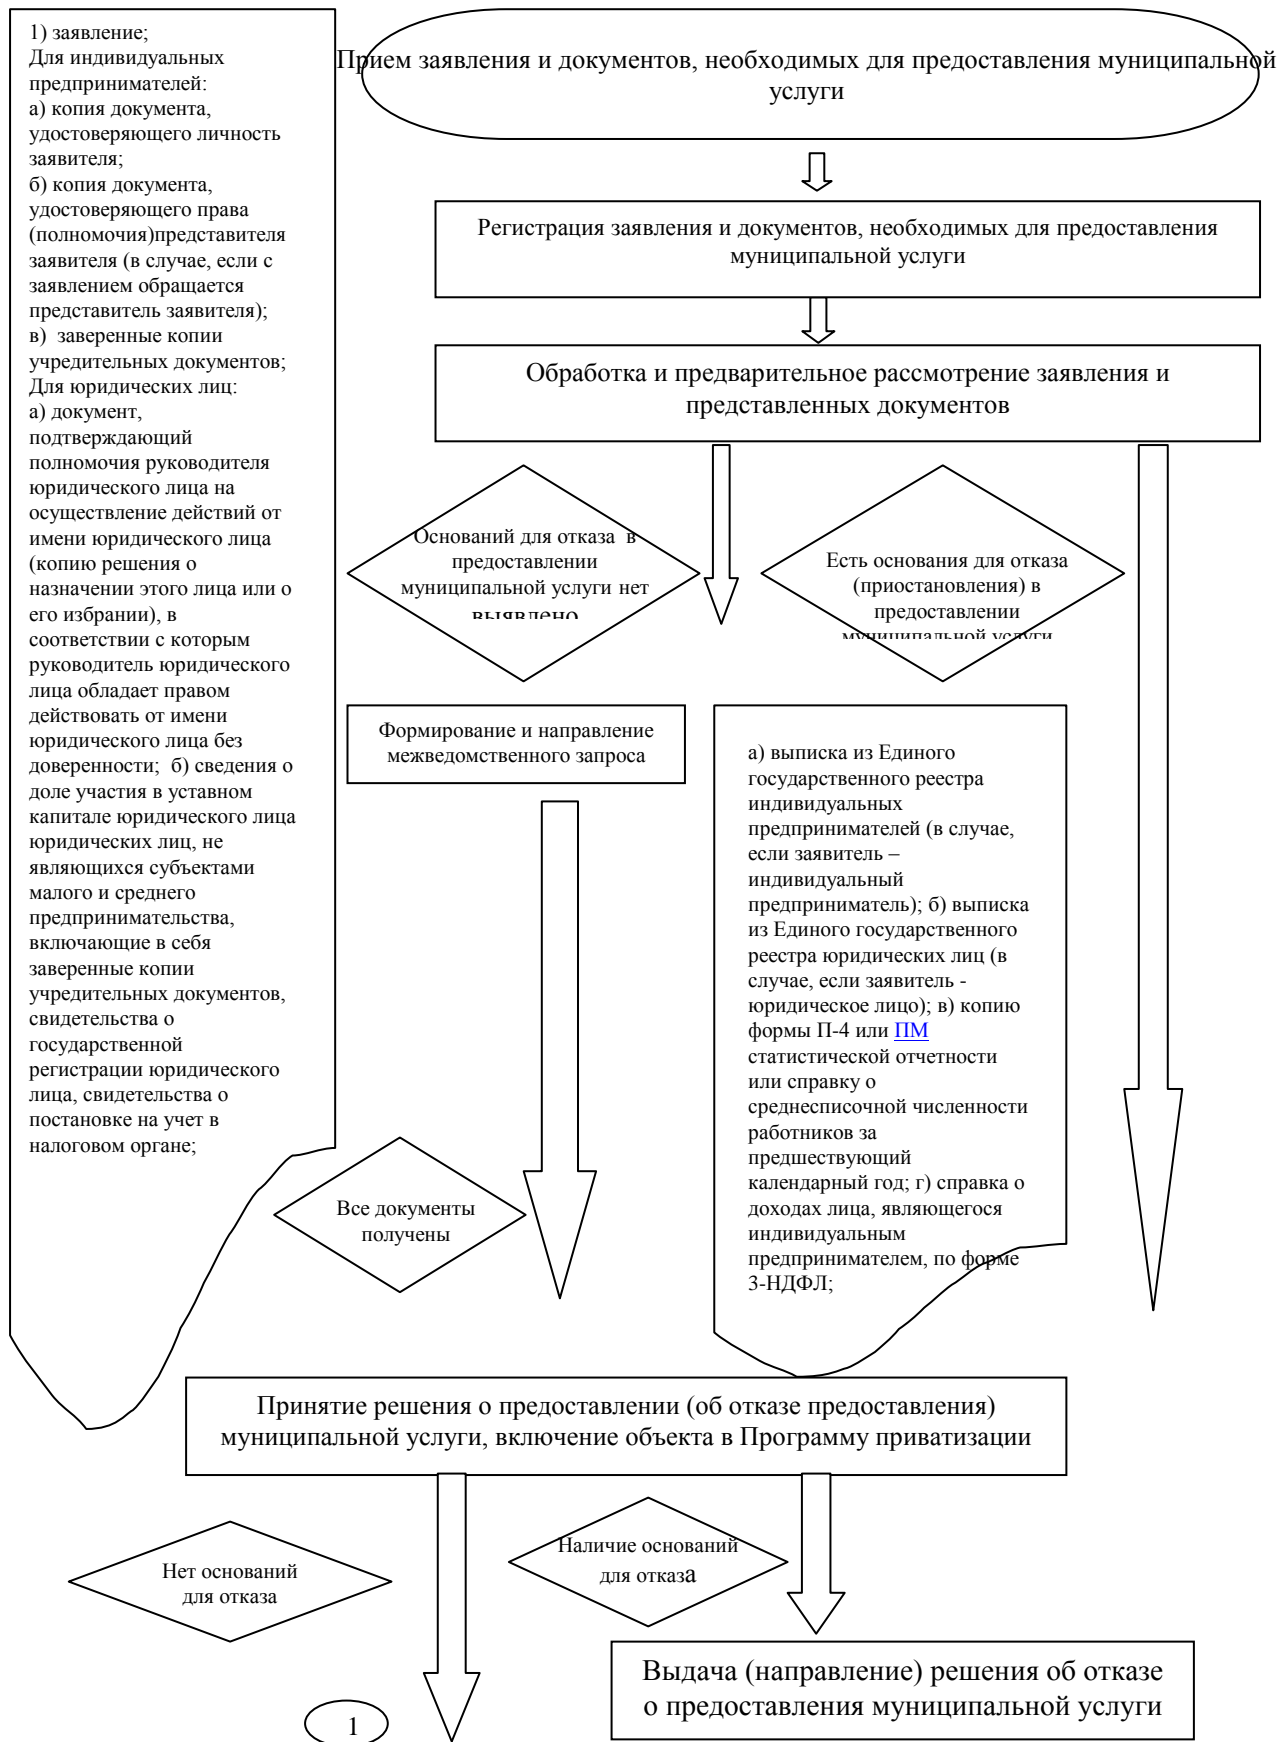 1) заявление;
Для индивидуальных
предпринимателей:
а) копия документа,
удостоверяющего личность
заявителя;
б) копия документа,
удостоверяющего права
(полномочия)представителя
заявителя (в случае, если с
заявлением обращается
представитель заявителя);
в) заверенные копии
учредительных документов;
Для юридических лиц:
а) документ,
подтверждающий
полномочия руководителя
юридического лица на
осуществление действий от
имени юридического лица
(копию решения о
назначении этого лица или о
его избрании), в
соответствии с которым
руководитель юридического
лица обладает правом
действовать от имени
юридического лица без
доверенности; б) сведения о
доле участия в уставном
капитале юридического лица
юридических лиц, не
являющихся субъектами
малого и среднего
предпринимательства,
включающие в себя
заверенные копии
учредительных документов,
свидетельства о
государственной
регистрации юридического
лица, свидетельства о
постановке на учет в
налоговом органе;
Прием заявления и документов, необходимых для предоставления муниципальной
услуги
Регистрация заявления и документов, необходимых для предоставления
муниципальной услуги
Обработка и предварительное рассмотрение заявления и
представленных документов
Оснований для отказа в
предоставлении
муниципальной услуги нет
выявлено
Есть основания для отказа
(приостановления) в
предоставлении
муниципальной услуги
Формирование и направление
межведомственного запроса
а) выписка из Единого
государственного реестра
индивидуальных
предпринимателей (в случае,
если заявитель –
индивидуальный
предприниматель); б) выписка
из Единого государственного
реестра юридических лиц (в
случае, если заявитель -
юридическое лицо); в) копию
формы П-4 или ПМ
статистической отчетности
или справку о
среднесписочной численности
работников за
предшествующий
календарный год; г) справка о
доходах лица, являющегося
индивидуальным
предпринимателем, по форме
3-НДФЛ;
Все документы
получены
Принятие решения о предоставлении (об отказе предоставления)
муниципальной услуги, включение объекта в Программу приватизации
Нет оснований
для отказа
Наличие оснований
для отказа
Выдача (направление) решения об отказе
о предоставления муниципальной услуги
1